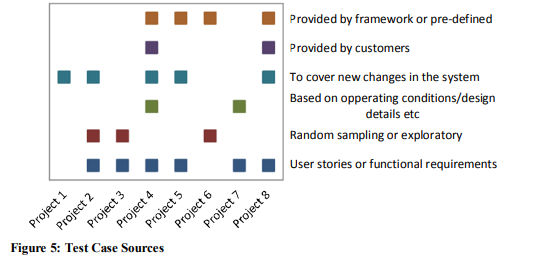 Provided by framework or pre-defined
Provided by customers
To cover new changes in the system
Based on opperating conditions/design
details etc
Random sampling or exploratory
User stories or functional requirements
Project 1
Project 2
Project 3
Project 4
Project 5
Project 6
Project 7
Project 8
Figure 5: Test Case Sources